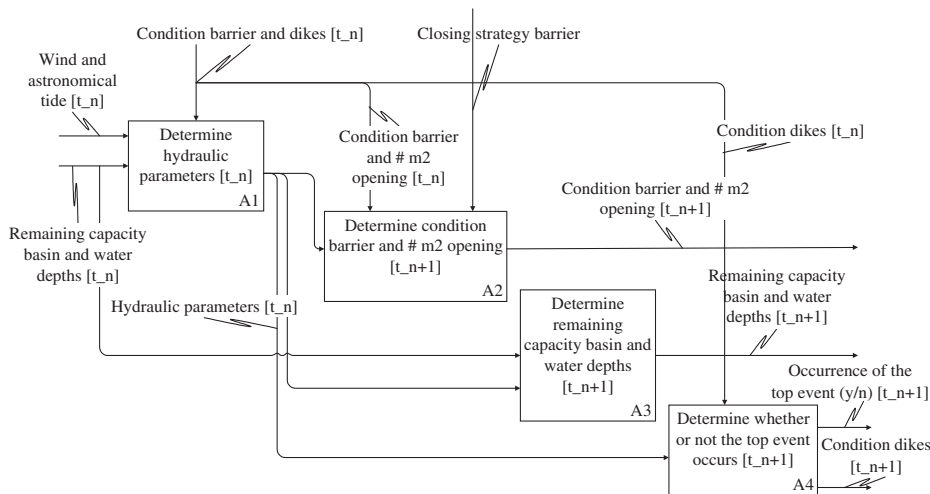 Condition barrier and dikes [t_n]
Closing strategy barrier
Wind and
astronomical
tide [t_n]
Determine
hydraulic
parameters [t_n]
A1
Condition barrier
and # m2
opening [t_n]
Condition dikes [t_n]
Condition barrier and # m2
opening [t_n+1]
Remaining capacity
basin and water
depths [t_n]
Determine condition
barrier and # m2 opening
[t_n+1]
A2
Hydraulic parameters [t_n]
Remaining capacity
basin and water
depths [t_n+1]
Determine
remaining
capacity basin and
water depths
[t_n+1]
A3
Occurrence of the
top event (y/n) [t_n+1]
Determine whether
or not the top event
occurs [t_n+1]
A4
Condition dikes
[t_n+1]